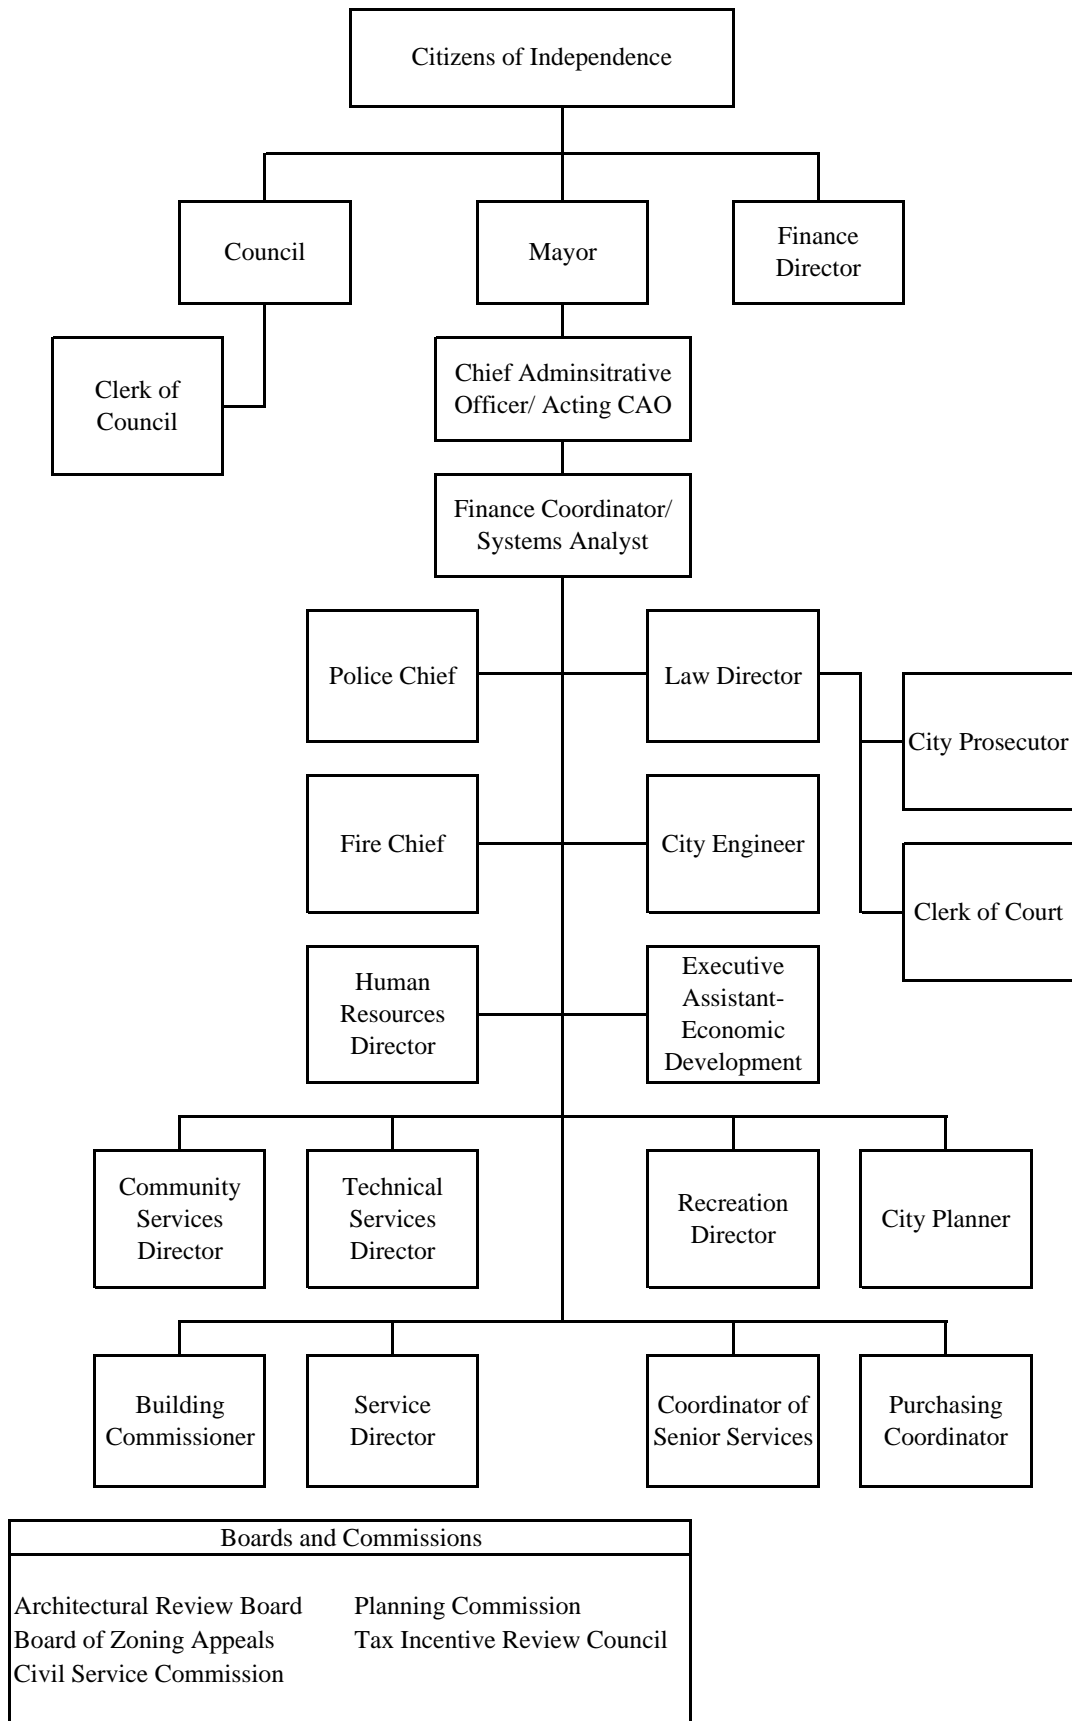 Citizens of Independence
Council
Mayor
Finance
Director
Clerk of
Council
Chief Adminsitrative
Officer/ Acting CAO
Finance Coordinator/
Systems Analyst
Police Chief
Law Director
City Prosecutor
Fire Chief
City Engineer
Clerk of Court
Human
Resources
Director
Executive
Assistant-
Economic
Development
Community
Services
Director
Technical
Services
Director
Recreation
Director
City Planner
Building
Commissioner
Service
Director
Coordinator of
Senior Services
Purchasing
Coordinator
Boards and Commissions
Architectural Review Board
Board of Zoning Appeals
Civil Service Commission
Planning Commission
Tax Incentive Review Council